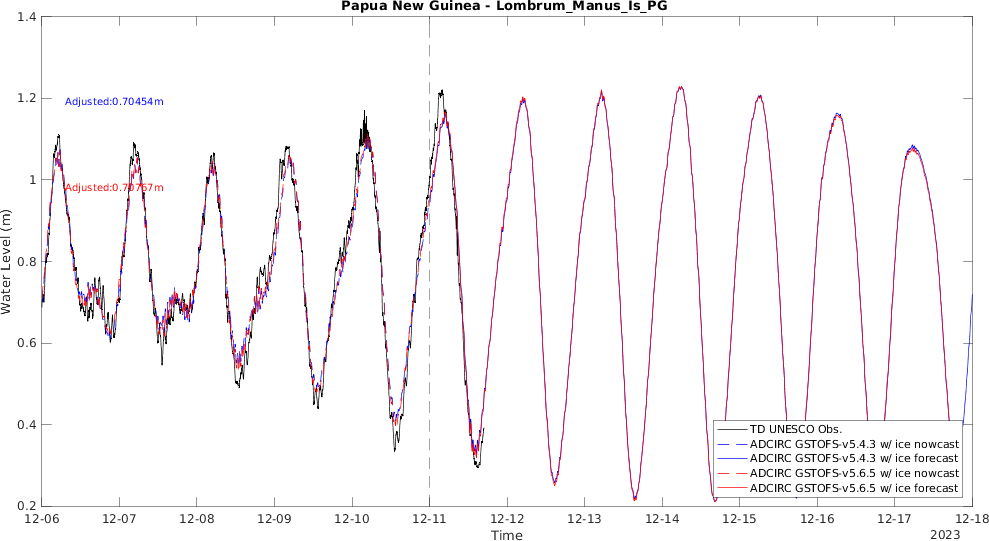 Papua New Guinea - Lombrum_Manus_Is_PG
1.4
1.2
1
0.8
0.6
0.4
0.2
Water Level (m)
Adjusted:0.70454m
Adjusted:0.70767m
TD UNESCO Obs.
ADCIRC GSTOFS-v5.4.3 w/ ice nowcast
ADCIRC GSTOFS-v5.4.3 w/ ice forecast
ADCIRC GSTOFS-v5.6.5 w/ ice nowcast
ADCIRC GSTOFS-v5.6.5 w/ ice forecast
12-06 12-07 12-08 12-09 12-10 12-11 12-12 12-13 12-14 12-15 12-16 12-17 12-18
Time
2023